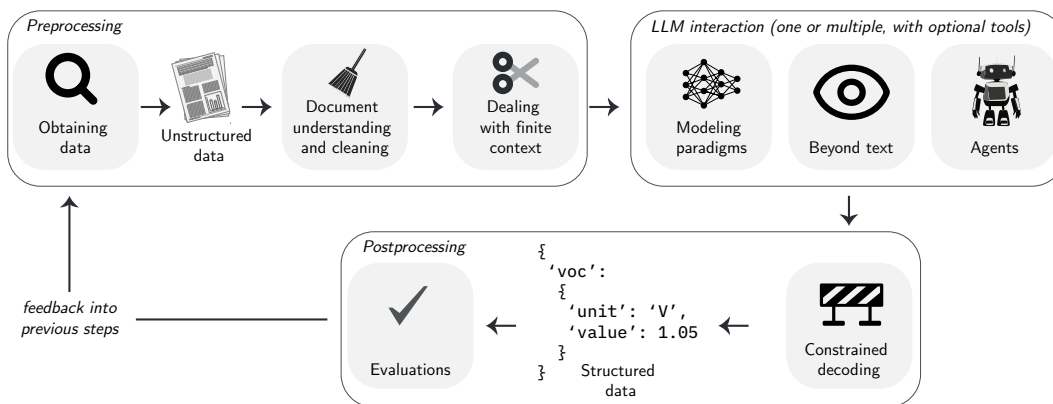 Preprocessing
Obtaining
data
Unstructured
data
Document
understanding
and cleaning
Dealing
with finite
context
LLM interaction (one or multiple, with optional tools)
Modeling
paradigms
Beyond text
Agents
Postprocessing
Constrained
decoding
{
‘voc’:
{
‘unit’: ‘V’,
‘value’: 1.05
}
}
Structured
data
Evaluations
feedback into
previous steps